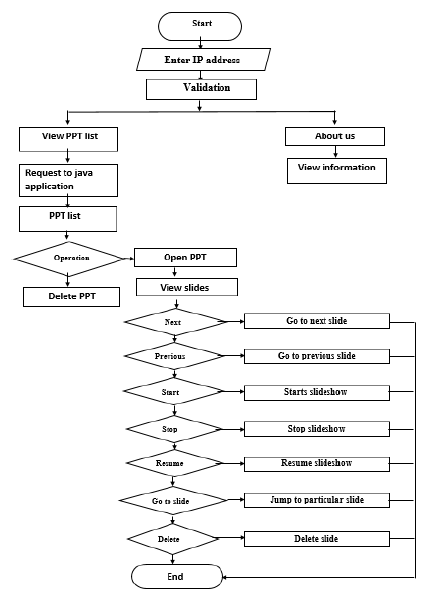 Start
Enter IP address
Validation
View PPT list
About us
Request to java
application
View information
PPT list
Operation
Open PPT
Delete PPT
View slides
Next
Go to next slide
Previous
Go to previous slide
Start
Starts slideshow
Stop
Stop slideshow
Resume
Resume slideshow
Go to slide
Jump to particular slide
Delete
Delete slide
End